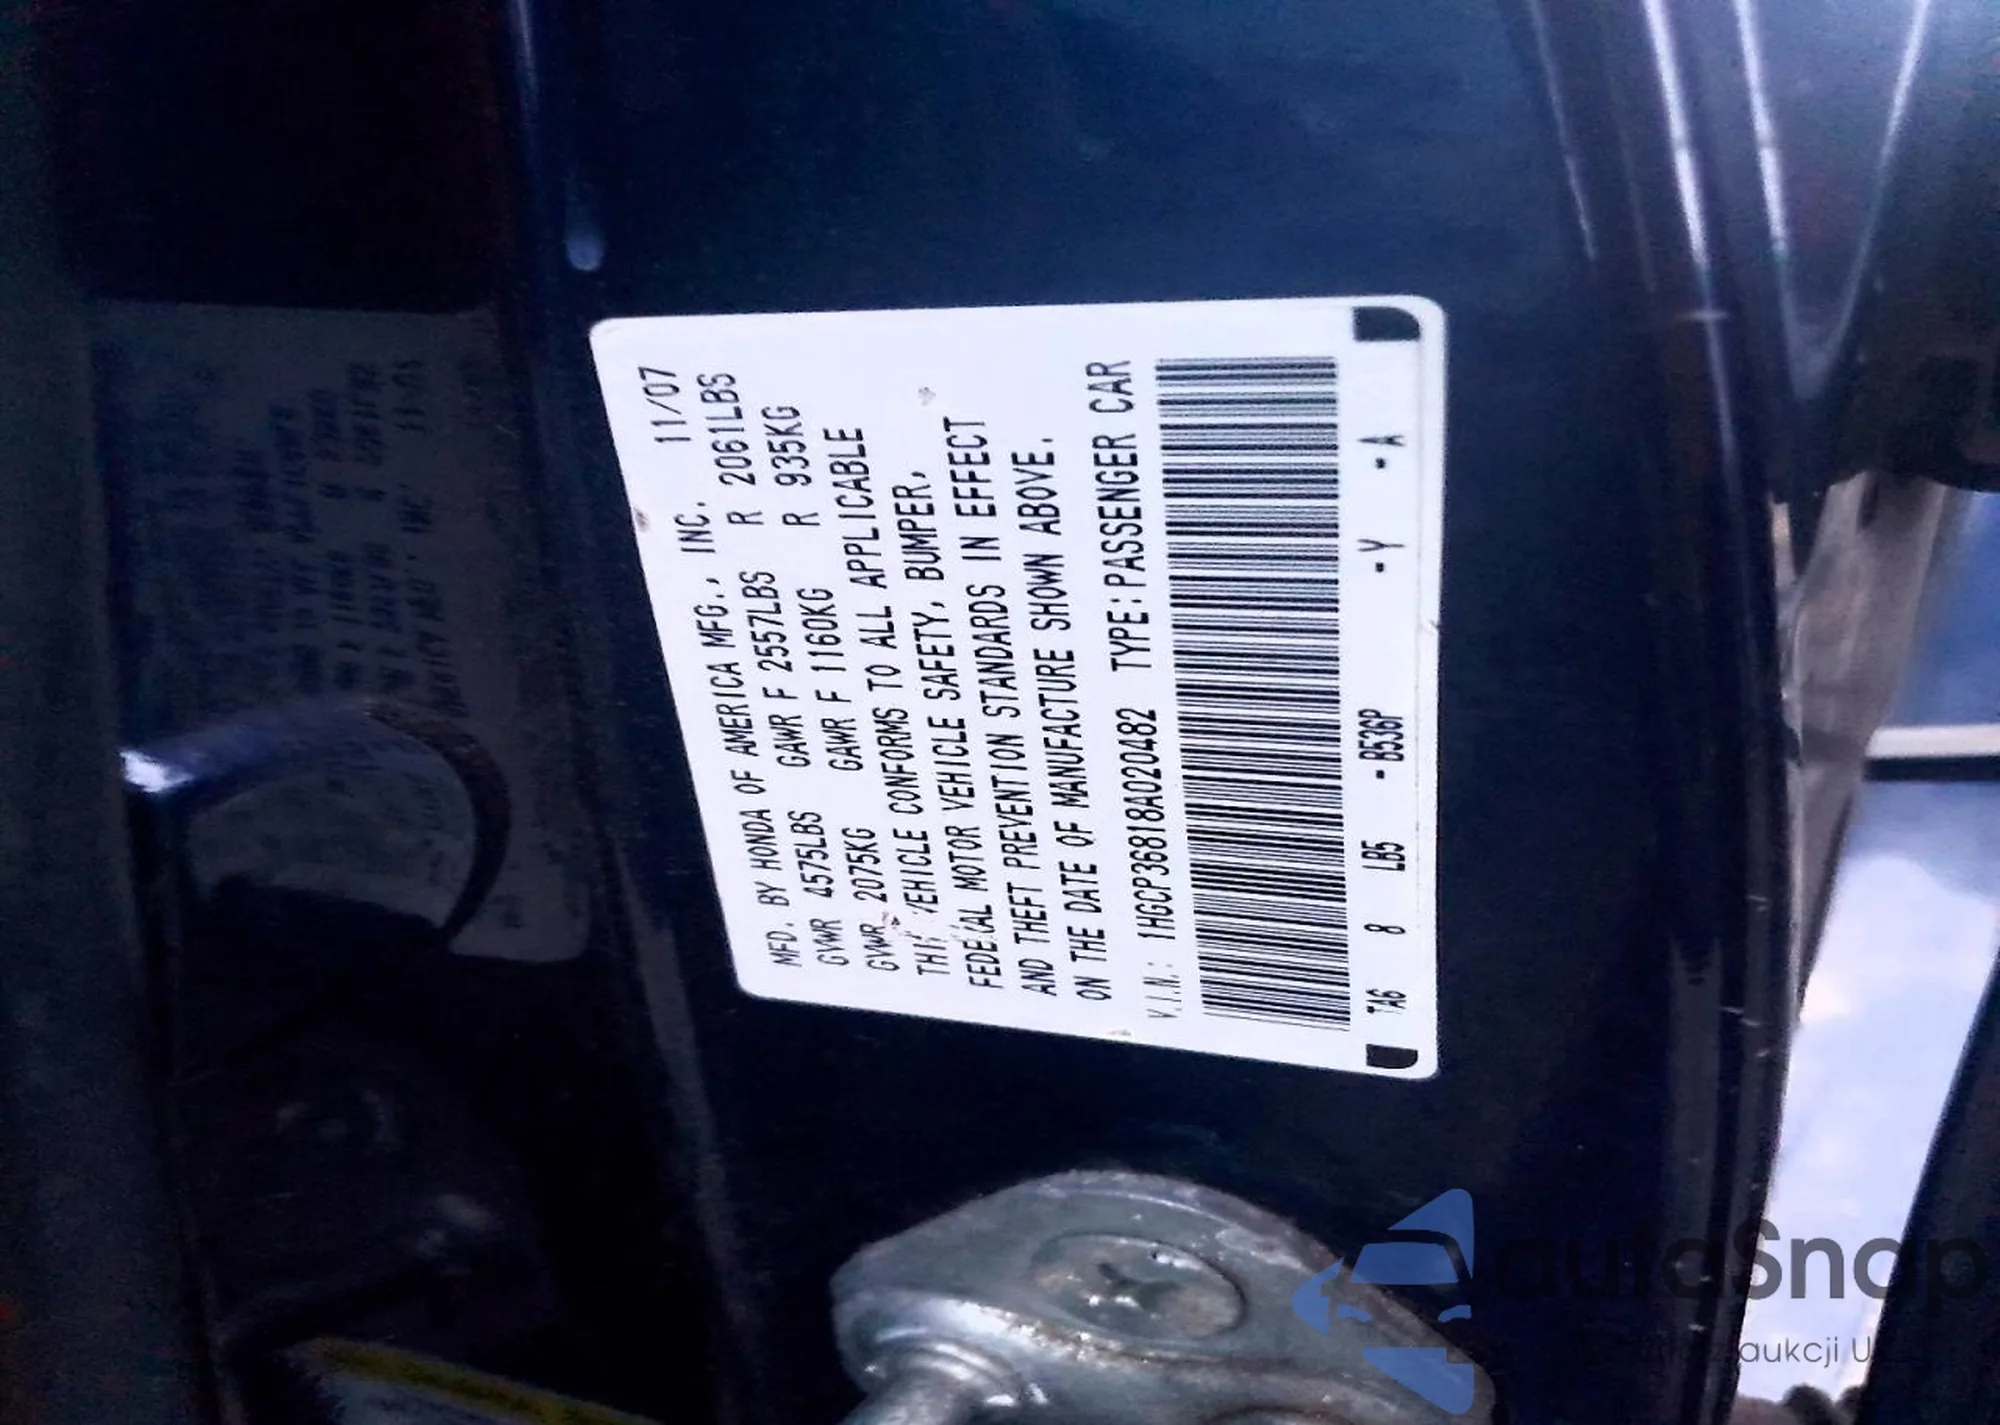 MFD. BY HONDA OF AMERICA MFG., INC. 11/07
GVWR 4575LBS GAWR F 2557LBS R 2061LBS
GVWR 2075KG GAWR F 1160KG R 935KG
VEHICLE CONFORMS TO ALL APPLICABLE
MOTOR VEHICLE SAFETY, BUMPER,
AND THEFT PREVENTION STANDARDS IN EFFECT
ON THE DATE OF MANUFACTURE SHOWN ABOVE.
V.I.N.: 1HGCP36818A020482 TYPE:PASSENGER CAR
TA6 8 LB5 -B536P -Y -A
autoSnap
aukcji